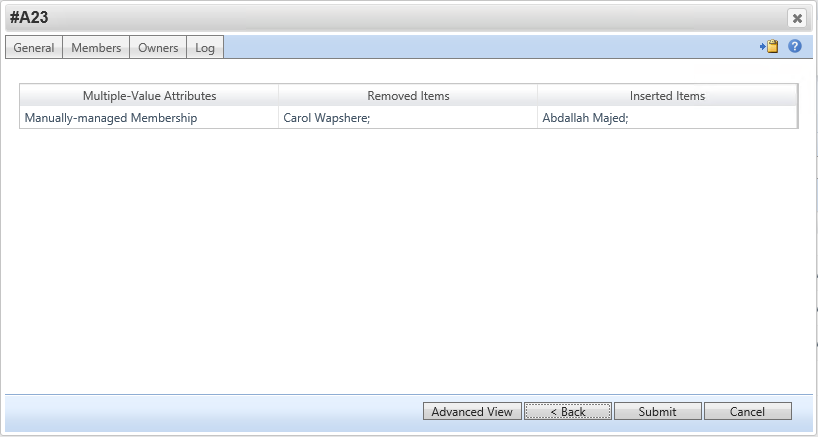 #A23
General Members Owners Log
Multiple-Value Attributes Removed Items Inserted Items
Manually-managed Membership Carol Wapshere; Abdallah Majed;
Advanced View < Back Submit Cancel